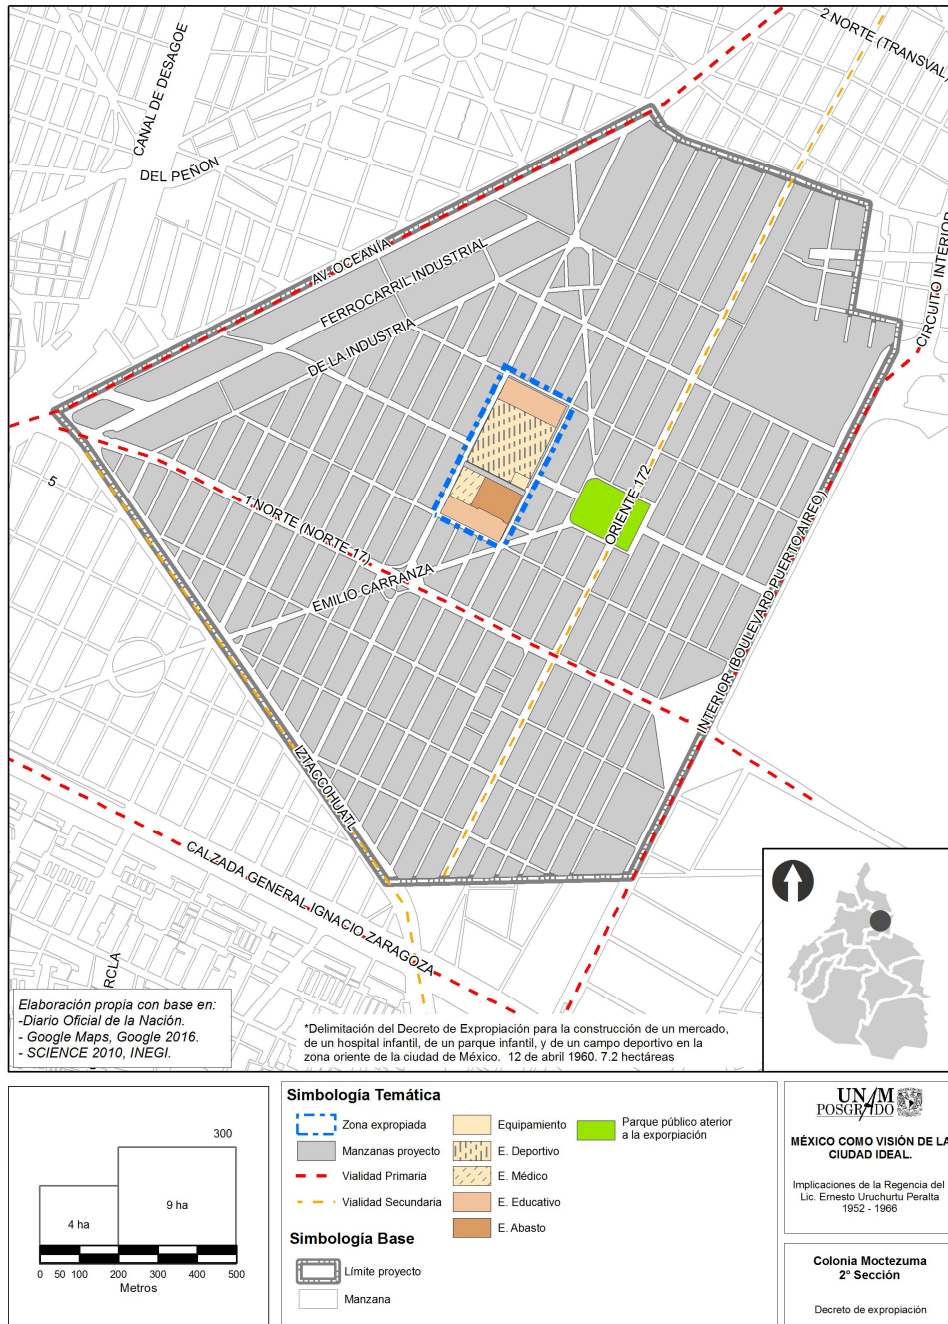 2 NORTE (TRANSVAL)
CANAL DE DESAGOE
DEL PEÑON
AV. OCEANÍA
FERROCARRIL INDUSTRIAL
DE LA INDUSTRIA
CIRCUITO INTERIOR
5
1 NORTE (NORTE 17)
ORIENTE 172
EMILIO CARRANZA
INTERIOR (BOULEVARD PUERTO AIREO)
IZTACCOHUATL
CALZADA GENERAL IGNACIO ZARAGOZA
RCLA
Elaboración propia con base en:
-Diario Oficial de la Nación.
- Google Maps, Google 2016.
- SCIENCE 2010, INEGI.
*Delimitación del Decreto de Expropiación para la construcción de un mercado,
de un hospital infantil, de un parque infantil, y de un campo deportivo en la
zona oriente de la ciudad de México. 12 de abril 1960. 7.2 hectáreas
300
9 ha
4 ha
0 50 100 200 300 400 500
Metros
Simbología Temática
Zona expropiada
Manzanas proyecto
Vialidad Primaria
Vialidad Secundaria
Equipamiento
E. Deportivo
E. Médico
E. Educativo
E. Abasto
Parque público aterior
a la exporpiación
Simbología Base
Límite proyecto
Manzana
UNAM
POSGRADO
MÉXICO COMO VISIÓN DE LA
CIUDAD IDEAL.
Implicaciones de la Regencia del
Lic. Ernesto Uruchurtu Peralta
1952 - 1966
Colonia Moctezuma
2° Sección
Decreto de expropiación